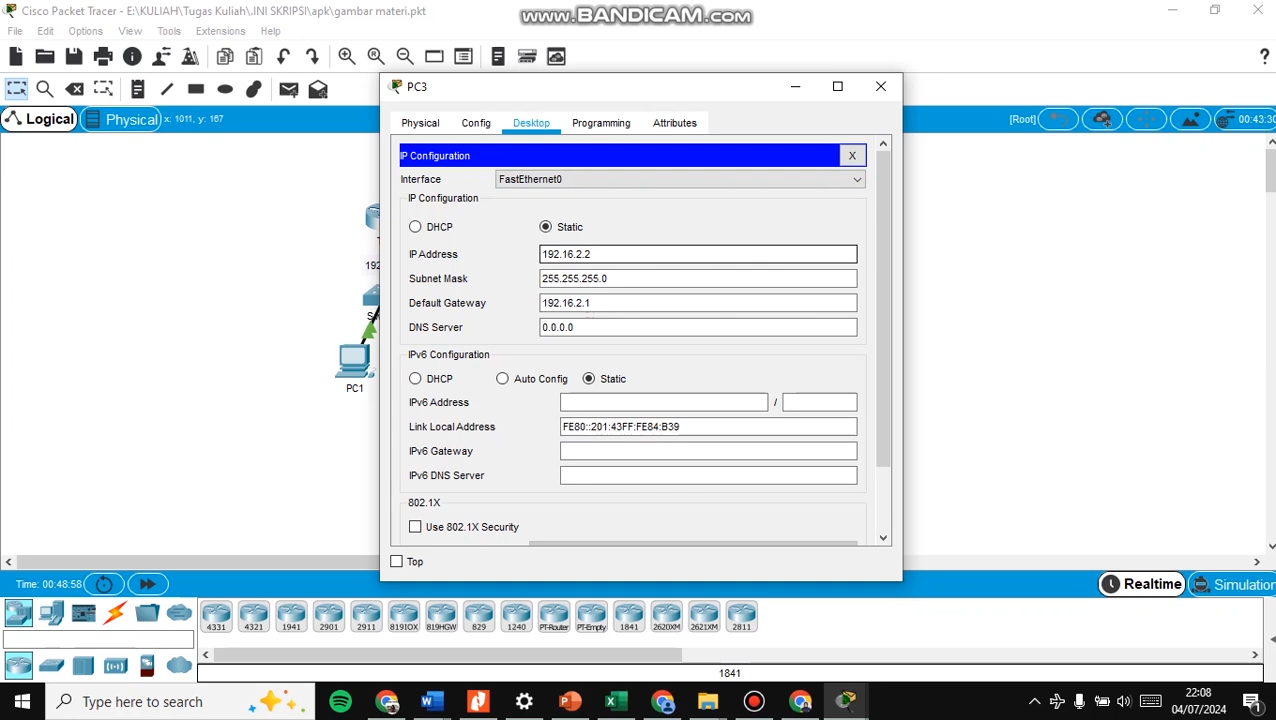 Cisco Packet Tracer - E:\KULIAH\Tugas Kuliah\.INI SKRIPSI\apk\gambar materi.pkt
www.BANDICAM.com
File Edit Options View Tools Extensions Help
PC3
Logical Physical x: 1011, y: 167 [Root] 00:43:30
Physical Config Desktop Programming Attributes
IP Configuration X
Interface FastEthernet0
IP Configuration
DHCP Static
IP Address 192.16.2.2
192
Subnet Mask 255.255.255.0
Default Gateway 192.16.2.1
DNS Server 0.0.0.0
IPv6 Configuration
DHCP Auto Config Static
PC1
IPv6 Address /
Link Local Address FE80::201:43FF:FE84:B39
IPv6 Gateway
IPv6 DNS Server
802.1X
Use 802.1X Security
Top
Time: 00:48:58 Realtime Simulation
4331 4321 1941 2901 2911 819IOX 819HGW 829 1240 PT-Router PT-Empty 1841 2620XM 2621XM 2811
1841
Type here to search
22:08
04/07/2024
1